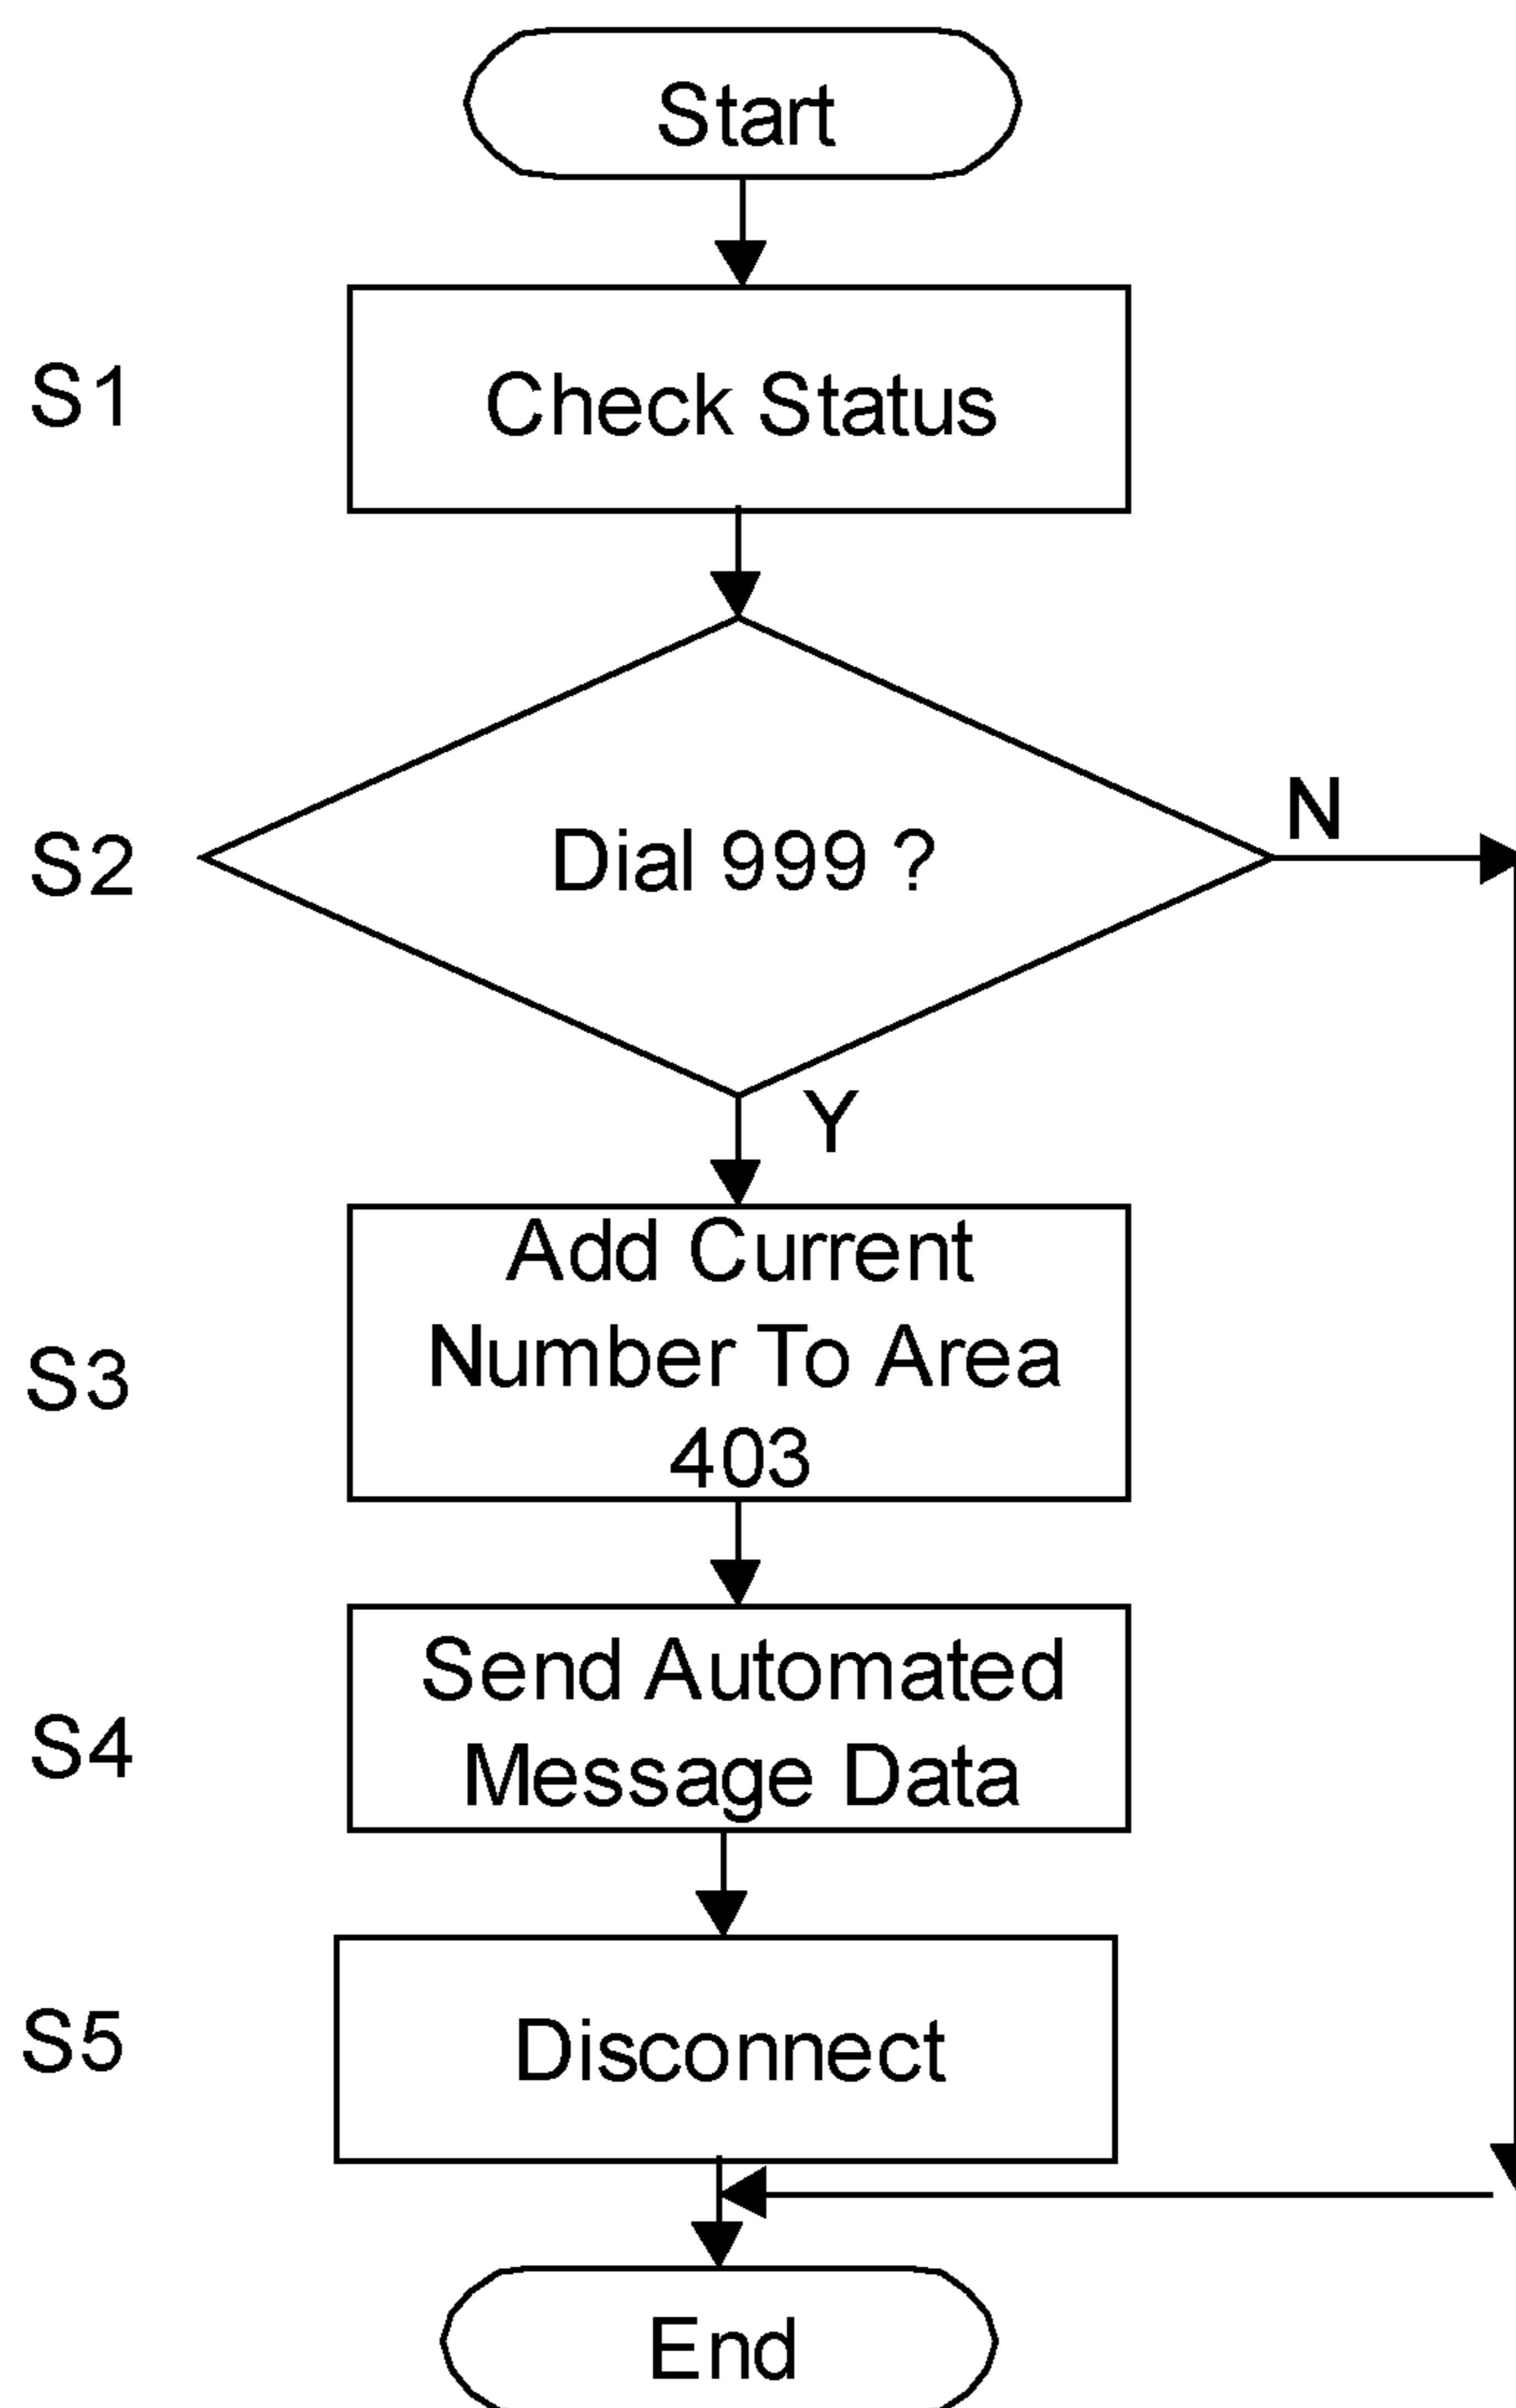 Start
S1
Check Status
S2
Dial 999 ?
N
Y
S3
Add Current
Number To Area
403
S4
Send Automated
Message Data
S5
Disconnect
End